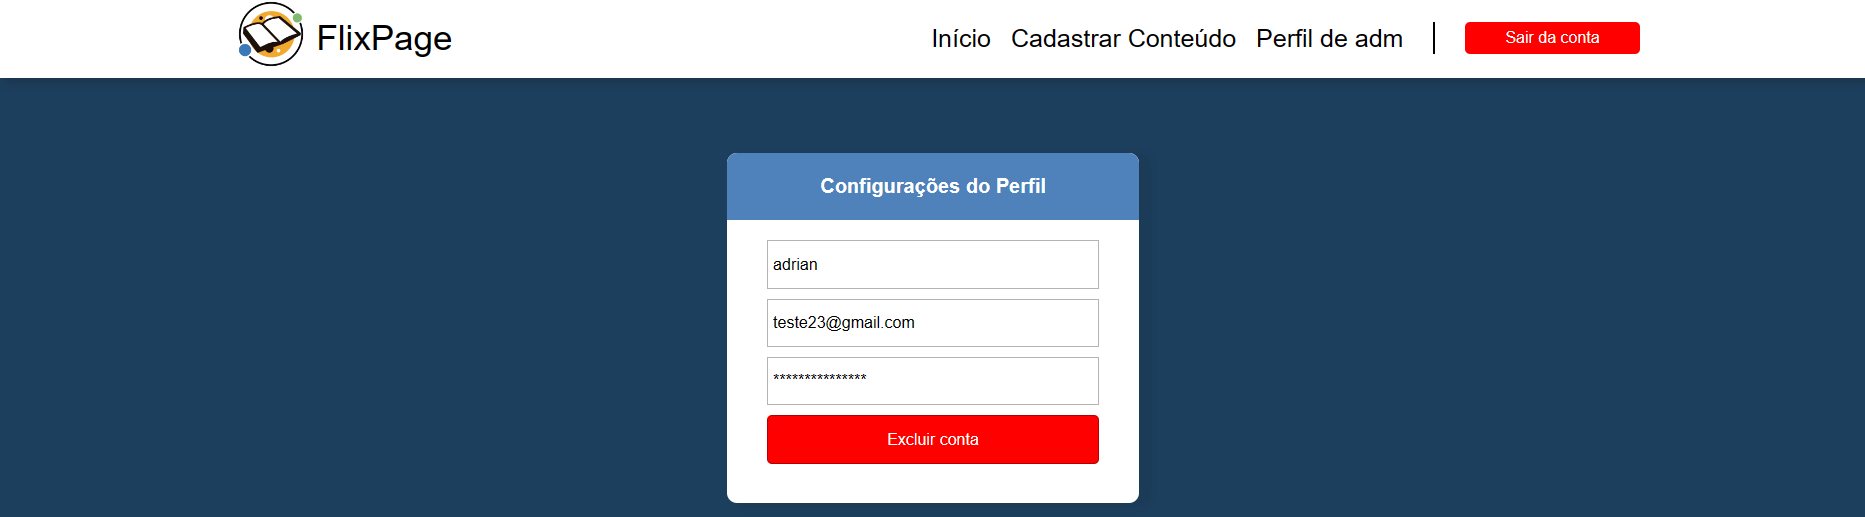 FlixPage
Início Cadastrar Conteúdo Perfil de adm Sair da conta
Configurações do Perfil
adrian
teste23@gmail.com
***************
Excluir conta